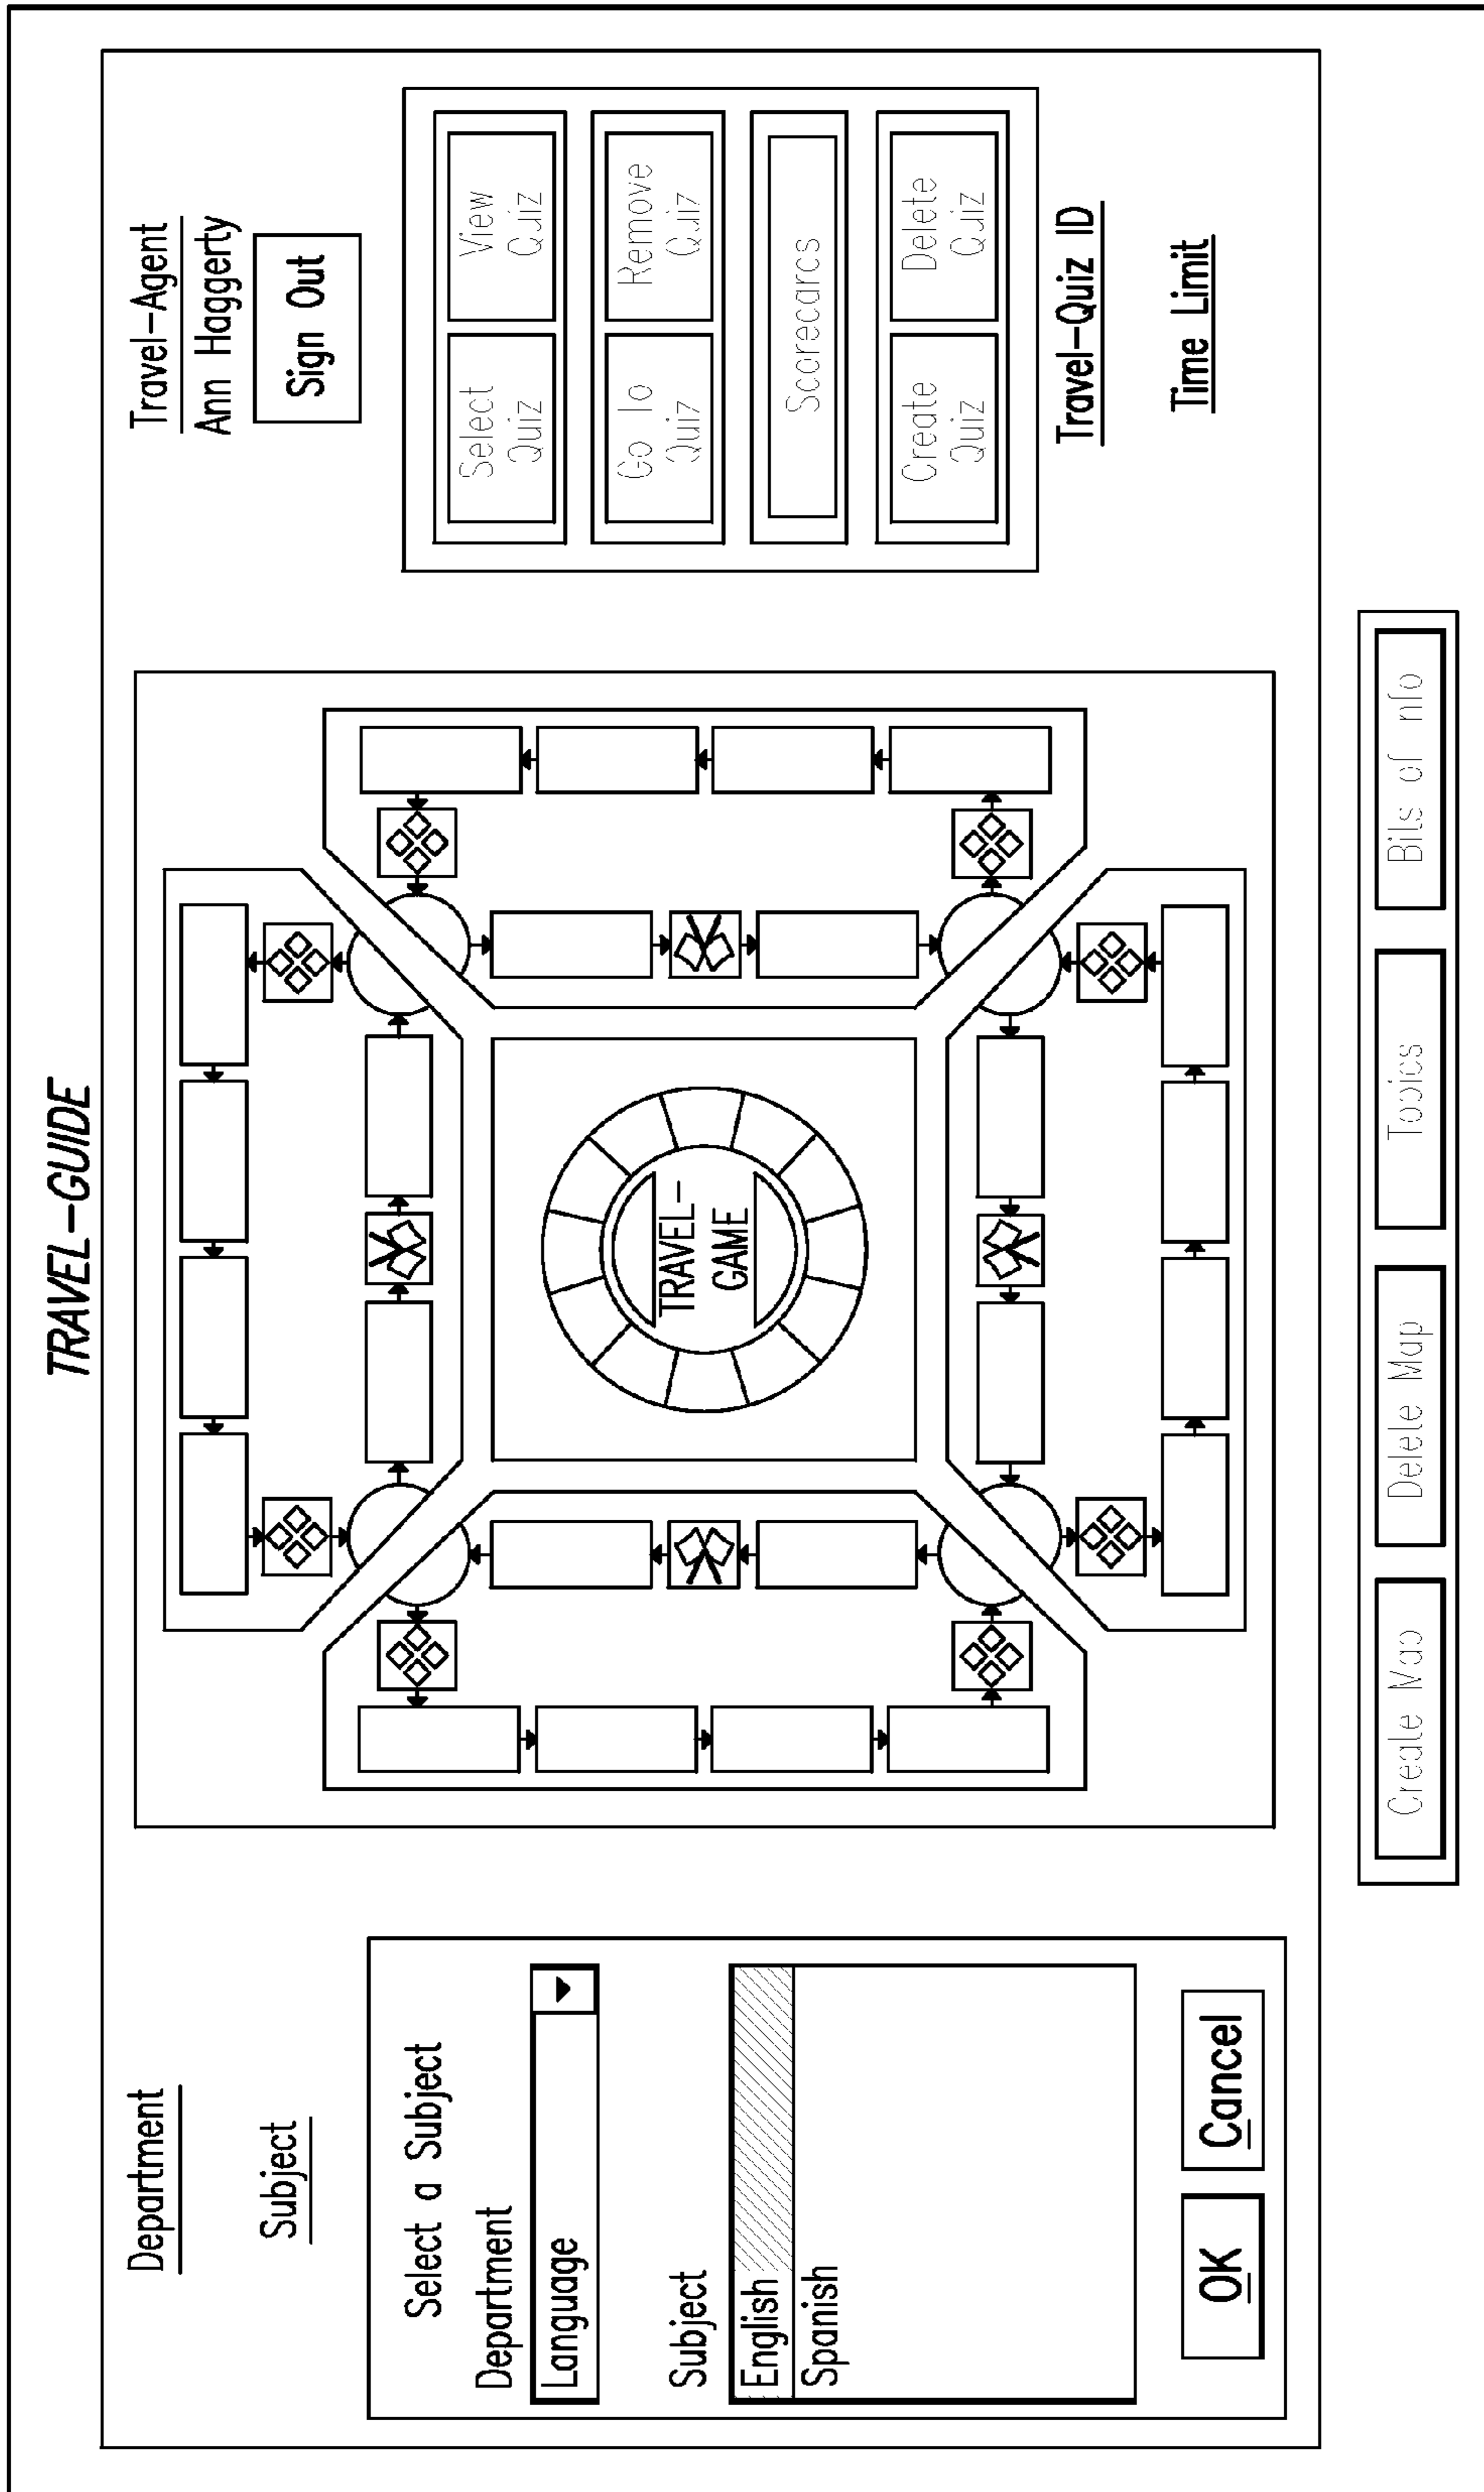 TRAVEL-GUIDE
Department
Subject
Select a Subject
Department
Language
Subject
English
Spanish
OK
Cancel
TRAVEL-
GAME
Travel-Agent
Ann Haggerty
Sign Out
Select
Quiz
View
Quiz
Go To
Quiz
Remove
Quiz
Scorecarcs
Create
Quiz
Delete
Quiz
Travel-Quiz ID
Time Limit
Create Map
Delete Map
Topics
Bits of nfo